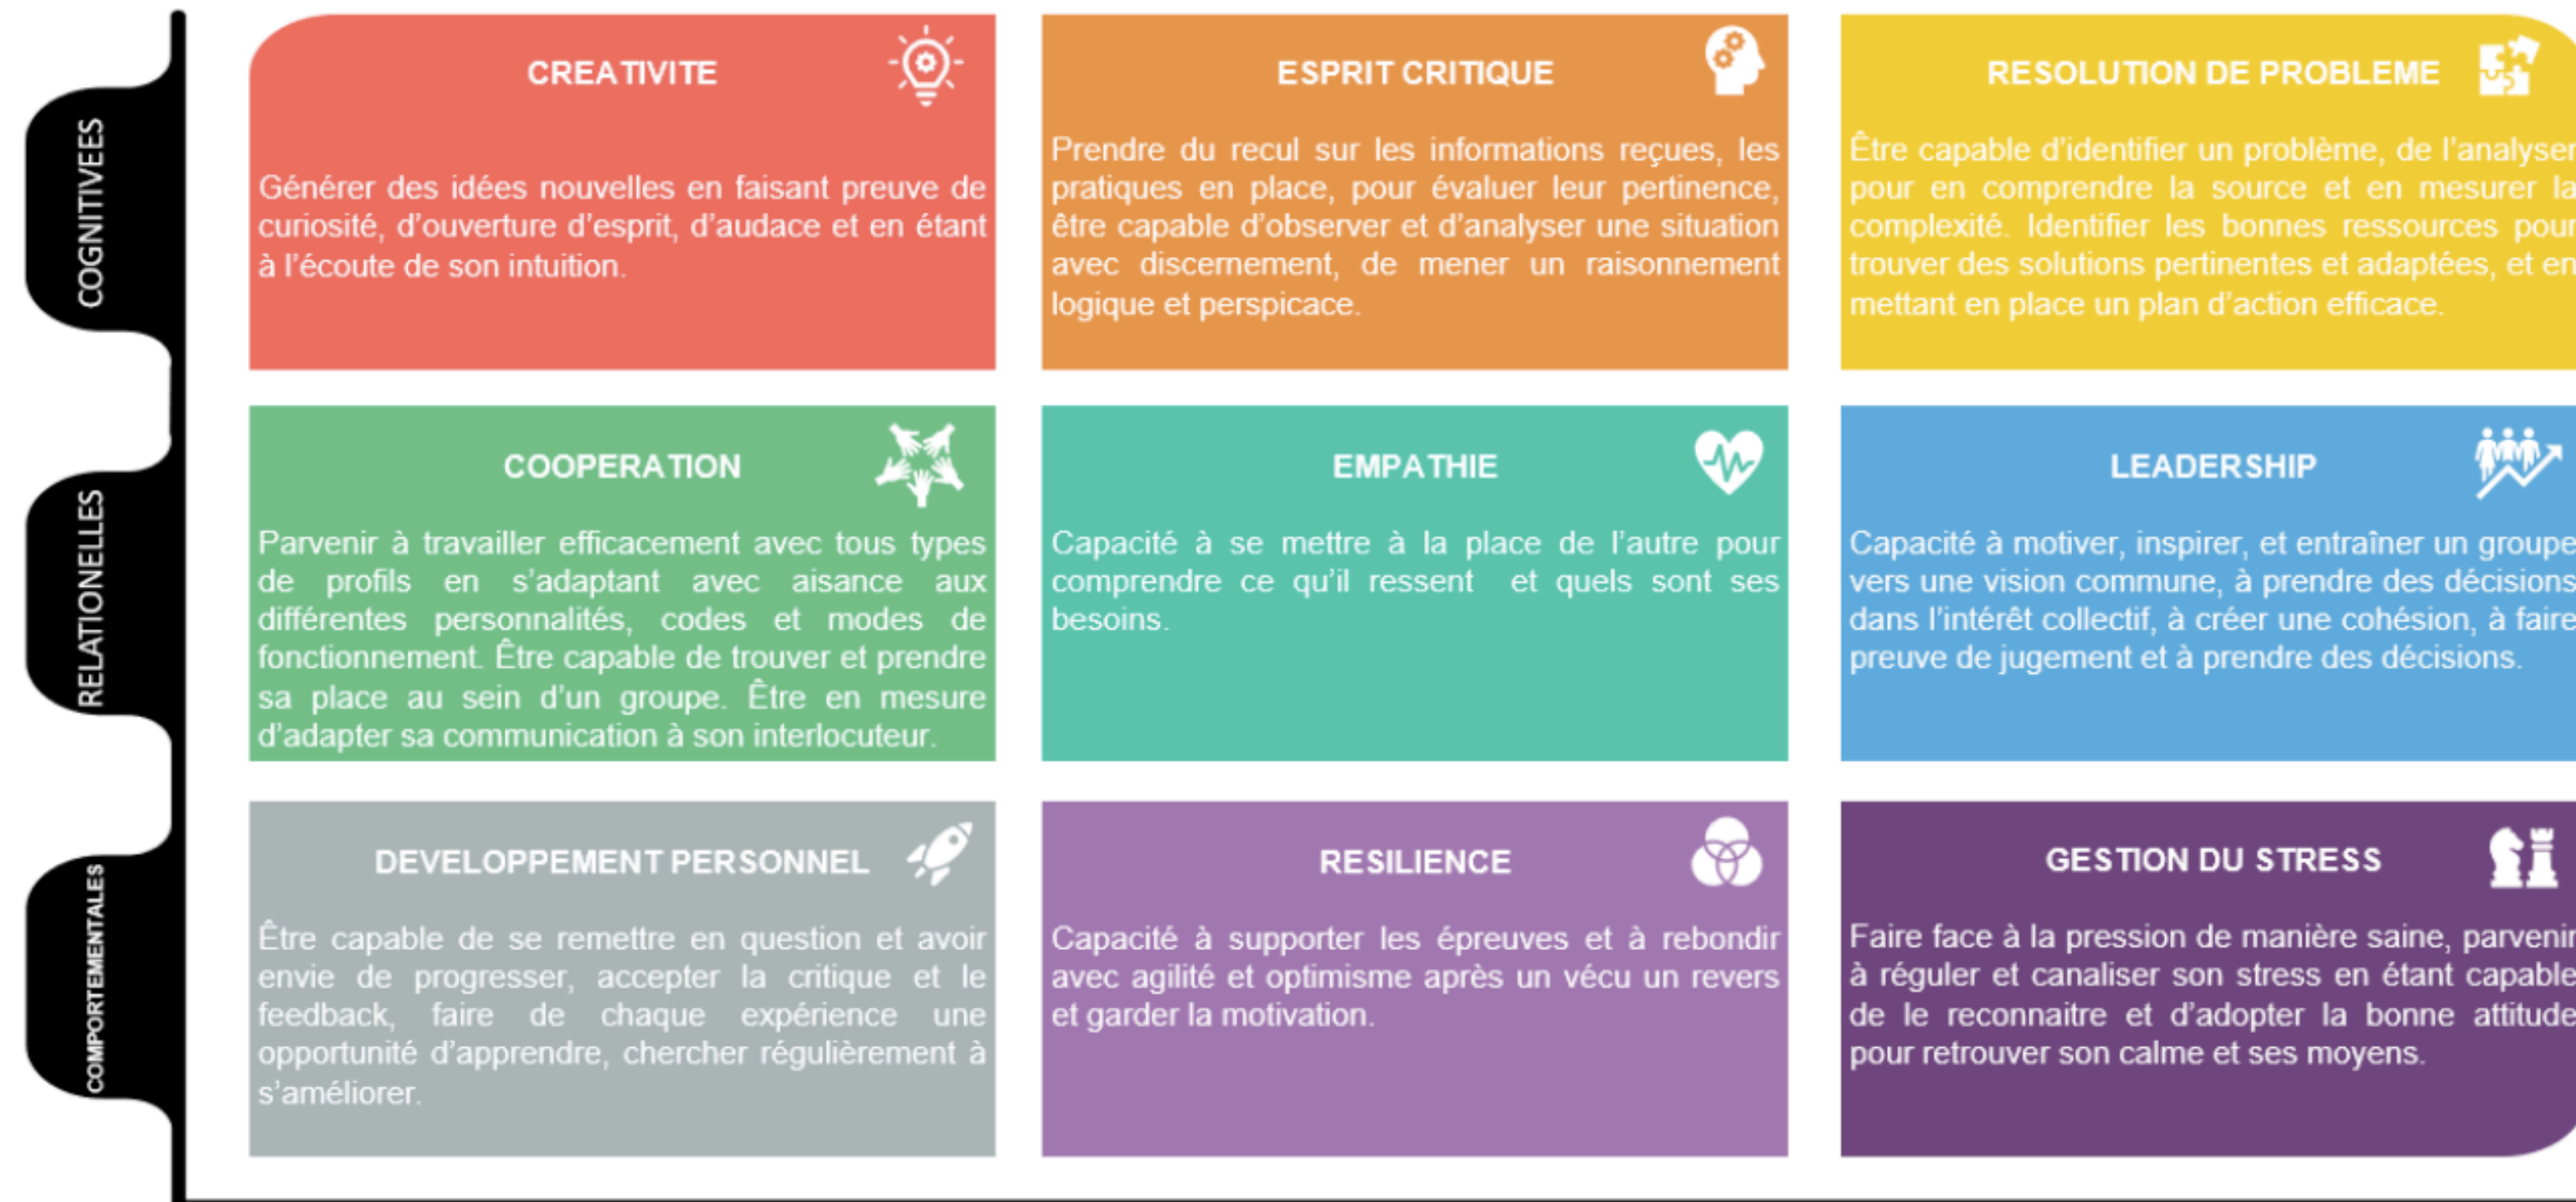 COGNITIVEES
CREATIVITE
Générer des idées nouvelles en faisant preuve de
curiosité, d'ouverture d'esprit, d'audace et en étant
à l'écoute de son intuition.
ESPRIT CRITIQUE
Prendre du recul sur les informations reçues, les
pratiques en place, pour évaluer leur pertinence,
être capable d'observer et d'analyser une situation
avec discernement, de mener un raisonnement
logique et perspicace.
RESOLUTION DE PROBLEME
Être capable d'identifier un problème, de l'analyser
pour en comprendre la source et en mesurer la
complexité. Identifier les bonnes ressources pour
trouver des solutions pertinentes et adaptées, et en
mettant en place un plan d'action efficace.
RELATIONELLES
COOPERATION
Parvenir à travailler efficacement avec tous types
de profils en s'adaptant avec aisance aux
différentes personnalités, codes et modes de
fonctionnement. Être capable de trouver et prendre
sa place au sein d'un groupe. Être en mesure
d'adapter sa communication à son interlocuteur.
EMPATHIE
Capacité à se mettre à la place de l'autre pour
comprendre ce qu'il ressent et quels sont ses
besoins.
LEADERSHIP
Capacité à motiver, inspirer, et entraîner un groupe
vers une vision commune, à prendre des décisions
dans l'intérêt collectif, à créer une cohésion, à faire
preuve de jugement et à prendre des décisions.
COMPORTEMENTALES
DEVELOPPEMENT PERSONNEL
Être capable de se remettre en question et avoir
envie de progresser, accepter la critique et le
feedback, faire de chaque expérience une
opportunité d'apprendre, chercher régulièrement à
s'améliorer.
RESILIENCE
Capacité à supporter les épreuves et à rebondir
avec agilité et optimisme après un vécu un revers
et garder la motivation.
GESTION DU STRESS
Faire face à la pression de manière saine, parvenir
à réguler et canaliser son stress en étant capable
de le reconnaitre et d'adopter la bonne attitude
pour retrouver son calme et ses moyens.